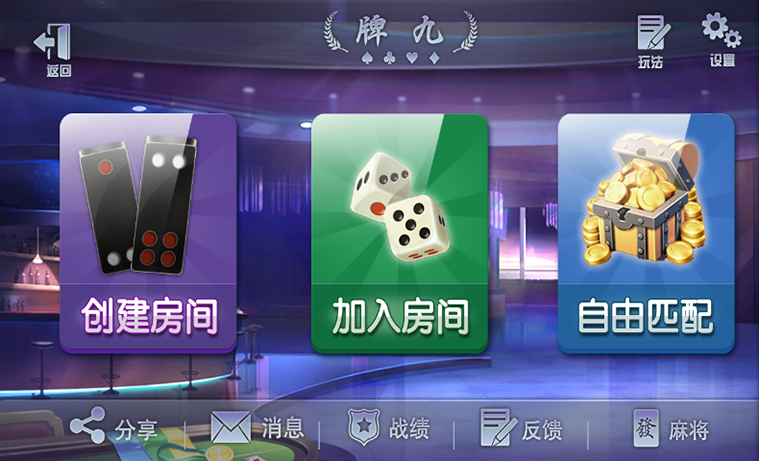 牌九
返回
玩法
设置
创建房间
加入房间
自由匹配
分享
消息
战绩
反馈
發
麻将